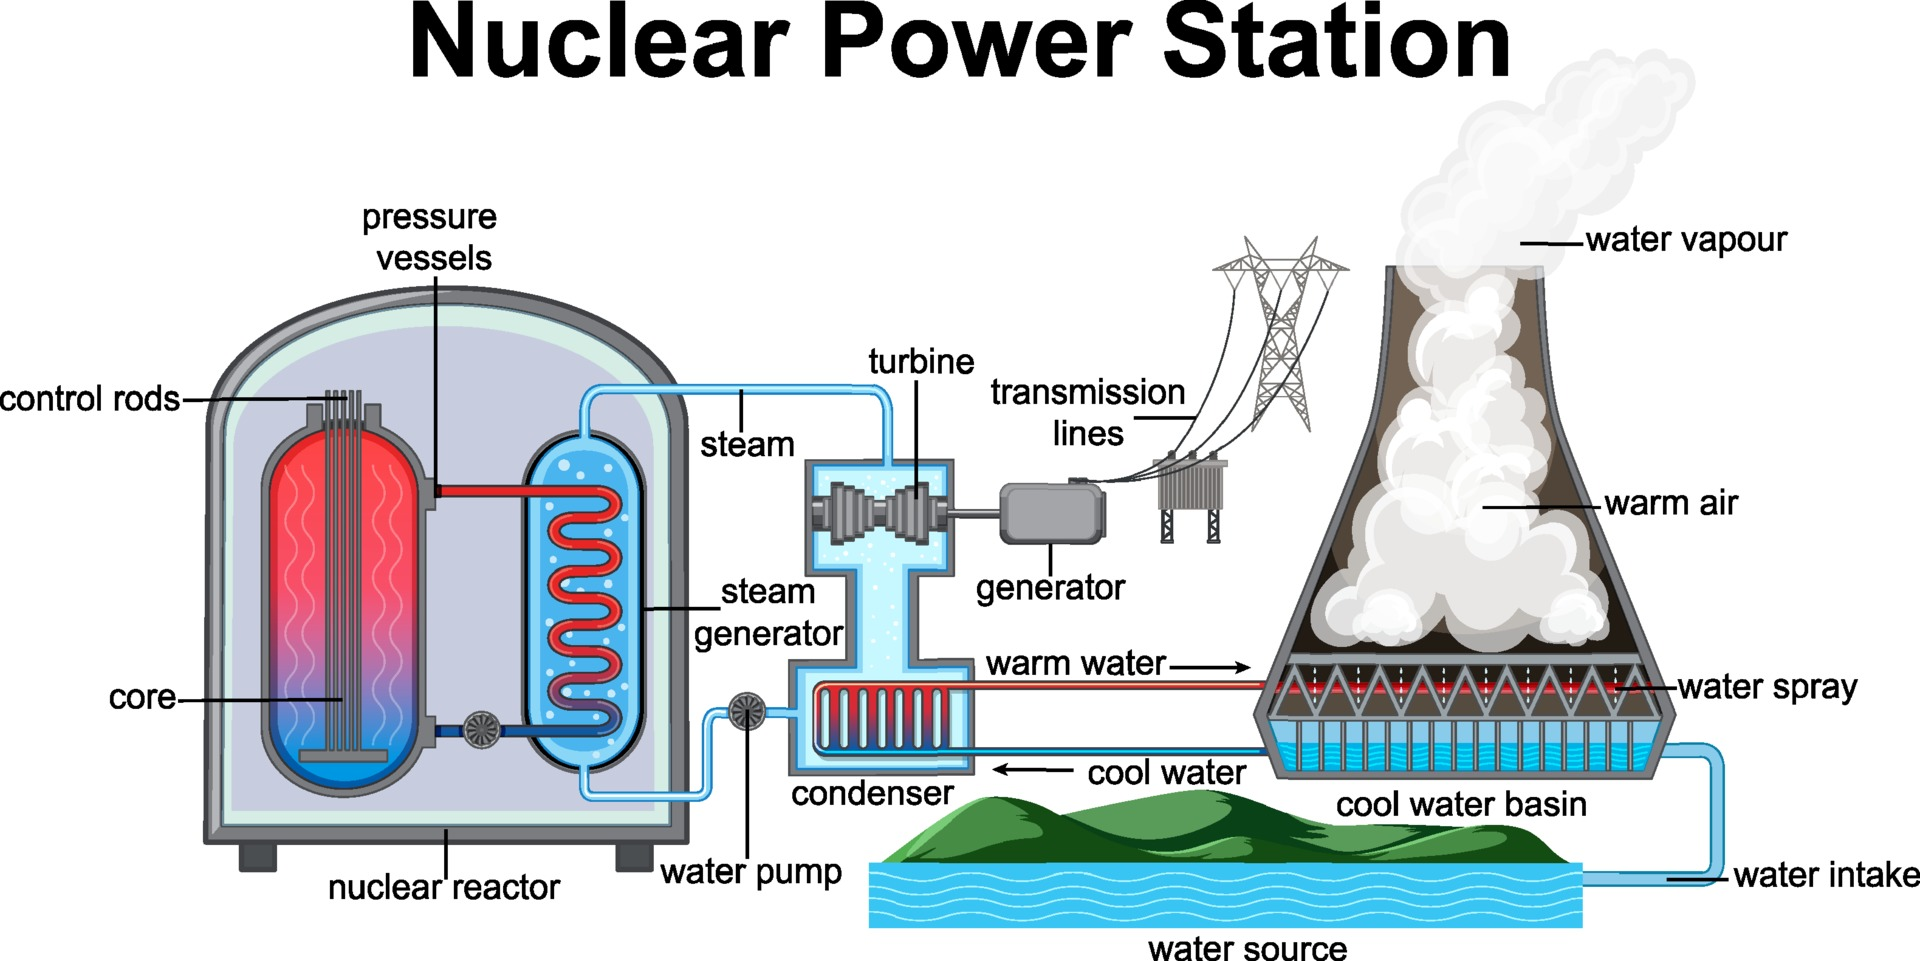 Nuclear Power Station
pressure
vessels
control rods
core
nuclear reactor
steam
steam
generator
water pump
turbine
transmission
lines
generator
condenser
warm water
cool water
water vapour
warm air
water spray
cool water basin
water intake
water source